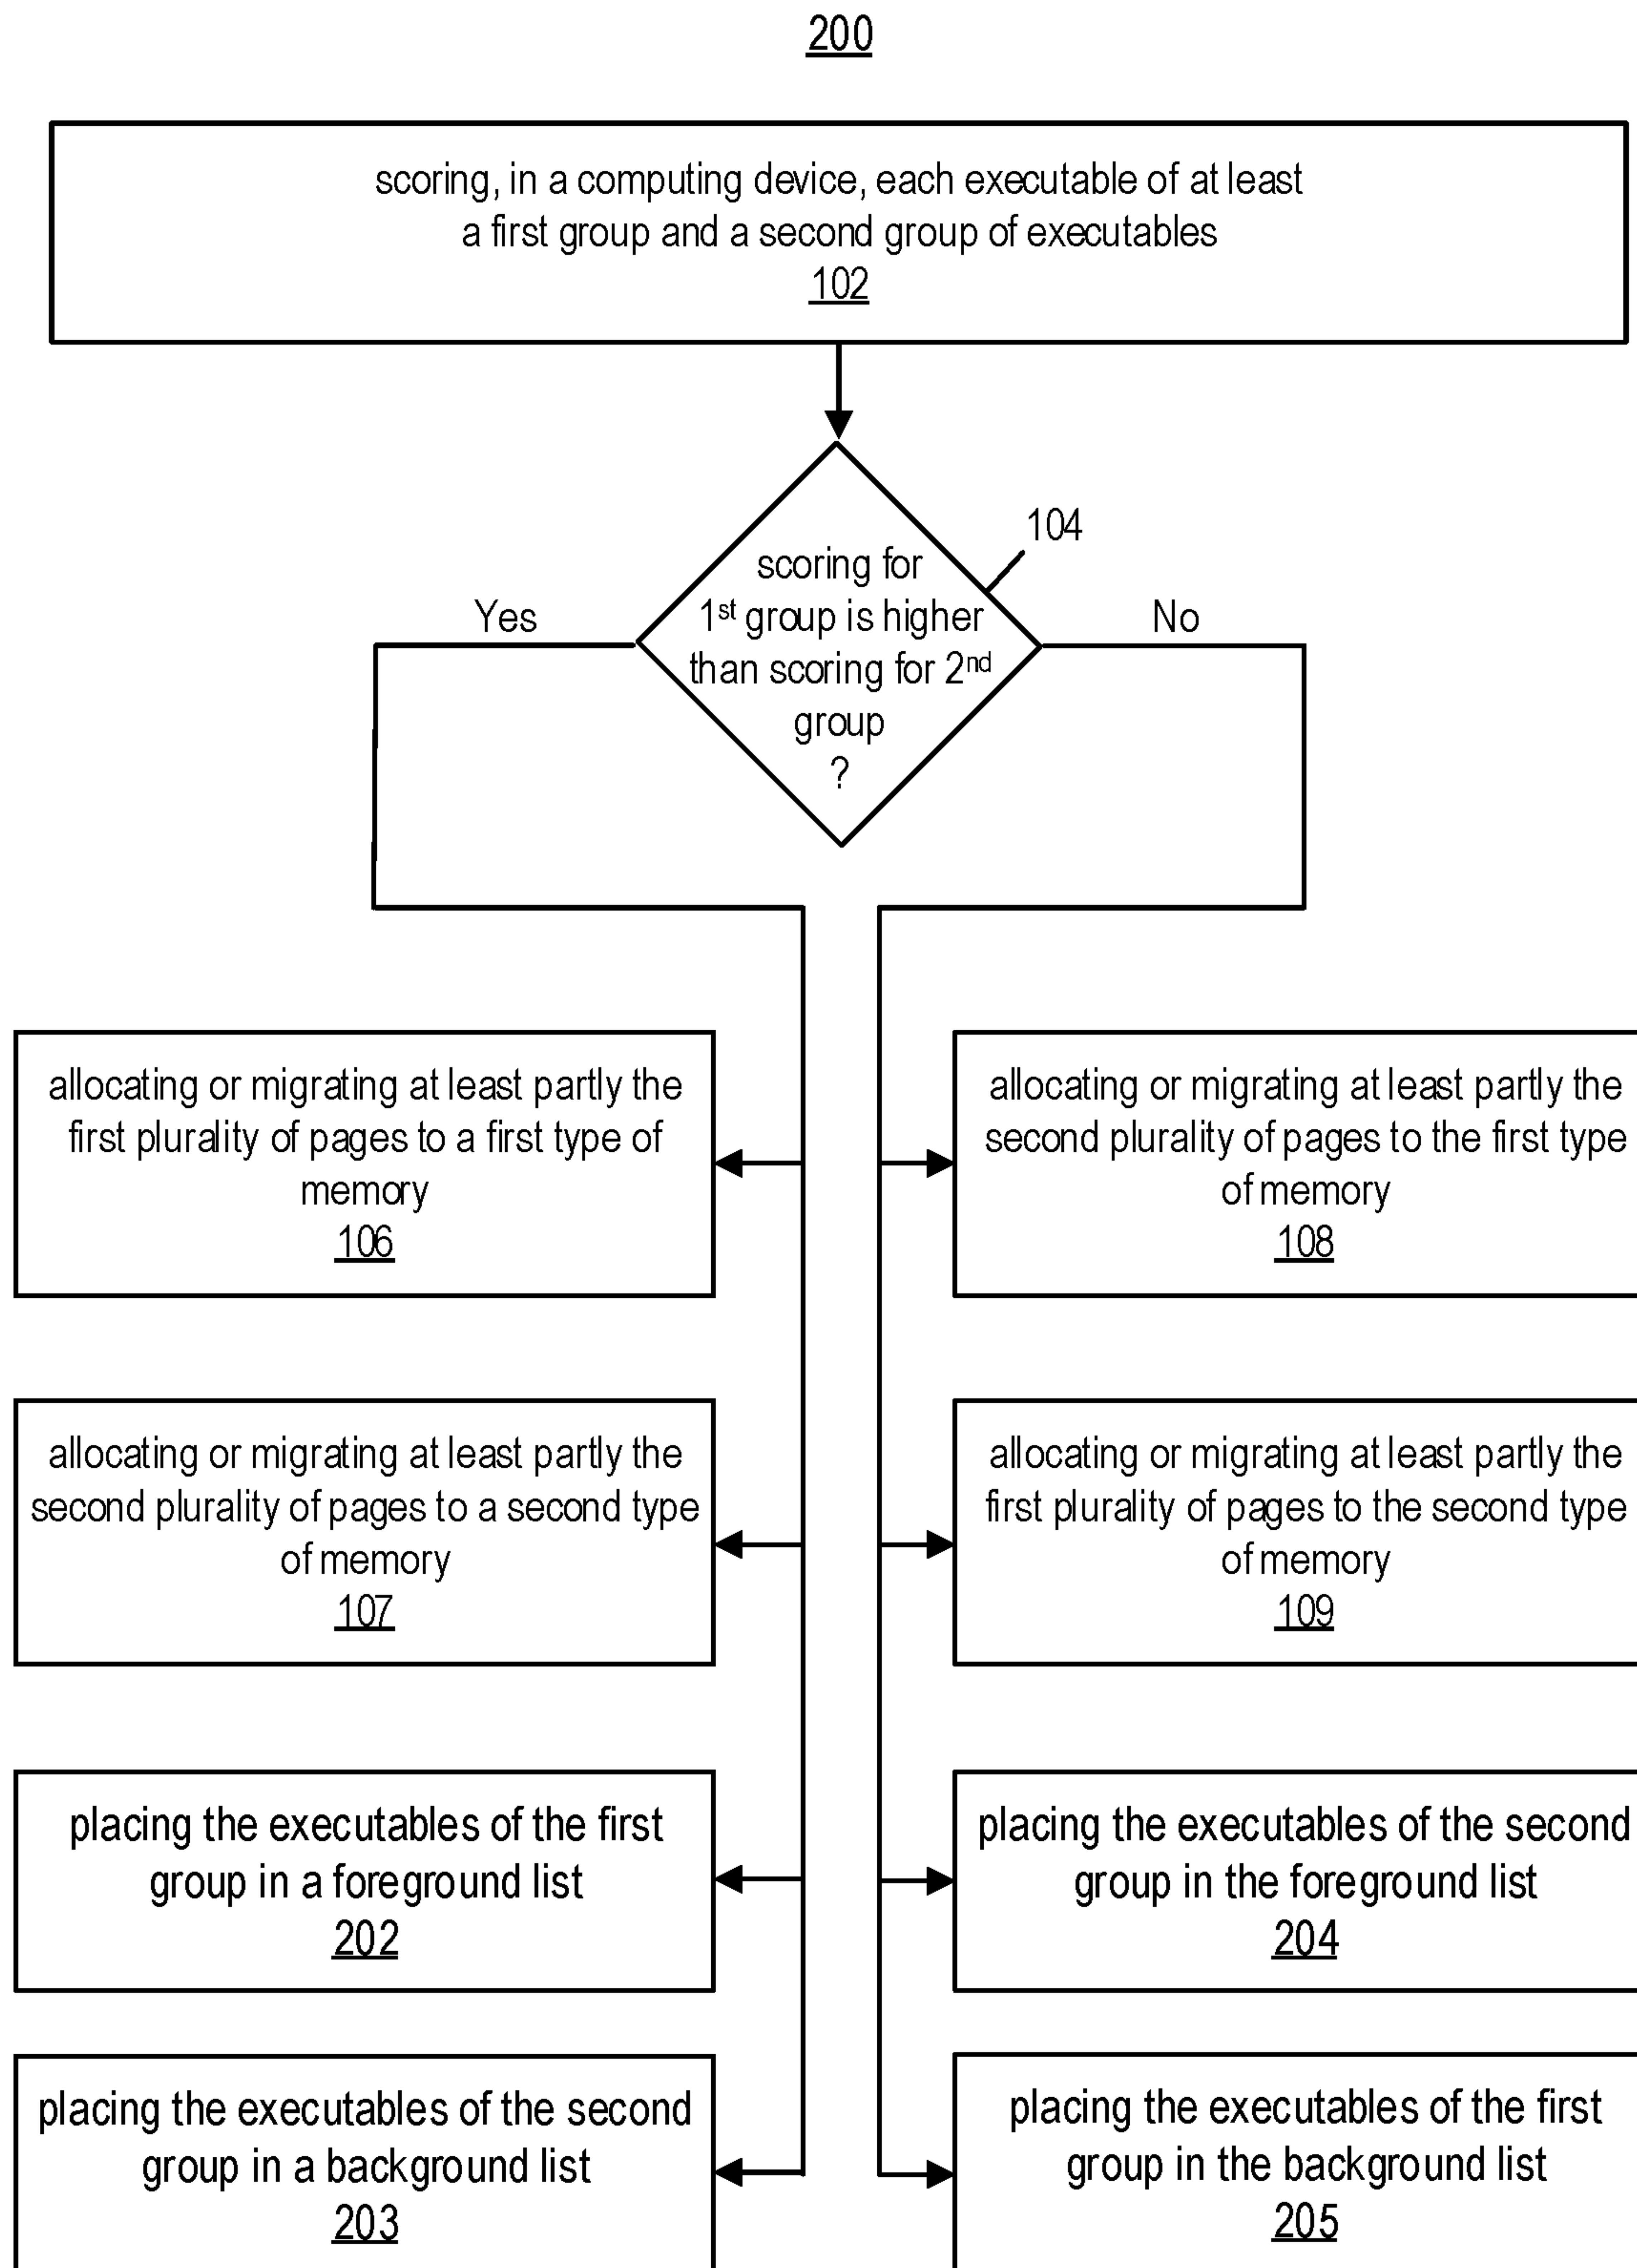 200
scoring, in a computing device, each executable of at least
a first group and a second group of executables
102
104
scoring for
1st group is higher
than scoring for 2nd
group
?
Yes
No
allocating or migrating at least partly the
first plurality of pages to a first type of
memory
106
allocating or migrating at least partly the
second plurality of pages to the first type
of memory
108
allocating or migrating at least partly the
second plurality of pages to a second type
of memory
107
allocating or migrating at least partly the
first plurality of pages to the second type
of memory
109
placing the executables of the first
group in a foreground list
202
placing the executables of the second
group in the foreground list
204
placing the executables of the second
group in a background list
203
placing the executables of the first
group in the background list
205